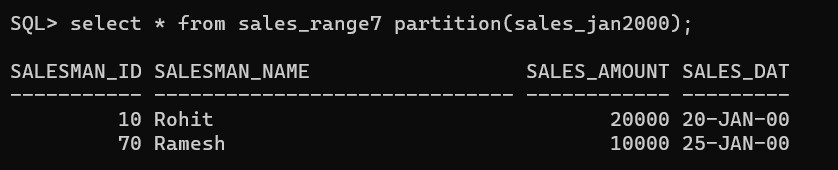 SQL> select * from sales_range7 partition(sales_jan2000);
SALESMAN_ID SALESMAN_NAME                  SALES_AMOUNT SALES_DAT
----------- ------------------------------ ------------ ---------
         10 Rohit                                 20000 20-JAN-00
         70 Ramesh                                10000 25-JAN-00